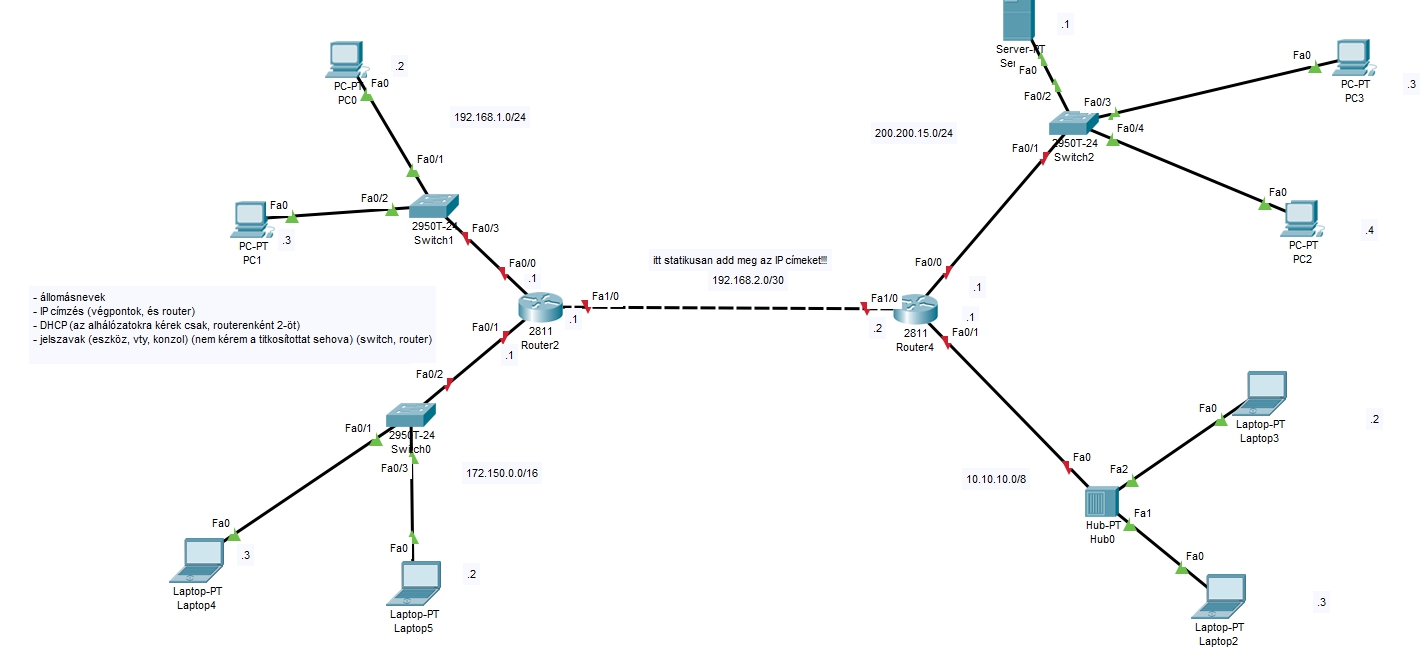 .1
Server-PT
Ser
Fa0
Fa0/2
.2
Fa0
PC-PT
PC0
Fa0
PC-PT
PC3
.3
192.168.1.0/24
200.200.15.0/24
Fa0/3
Fa0/4
Fa0/1
2950T-24
Switch2
Fa0/1
Fa0/2
Fa0
PC-PT
PC1
.3
2950T-24
Switch1
Fa0/3
Fa0
PC-PT
PC2
.4
itt statikusan add meg az IP címeket!!!
192.168.2.0/30
Fa0/0
.1
Fa1/0
.1
2811
Router2
Fa0/1
.1
Fa0/0
.1
Fa1/0
.2
.1
2811
Router4
Fa0/1
- állomásnevek
- IP címzés (végpontok, és router)
- DHCP (az alhálózatokra kérek csak, routerenként 2-öt)
- jelszavak (eszköz, vty, konzol) (nem kérem a titkosítottat sehova) (switch, router)
Fa0/2
Fa0/1
2950T-24
Switch0
Fa0/3
172.150.0.0/16
Fa0
Laptop-PT
Laptop3
.2
10.10.10.0/8
Fa0
Fa2
Hub-PT
Hub0
Fa1
Fa0
.3
Laptop-PT
Laptop4
Fa0
.2
Laptop-PT
Laptop5
Fa0
.3
Laptop-PT
Laptop2